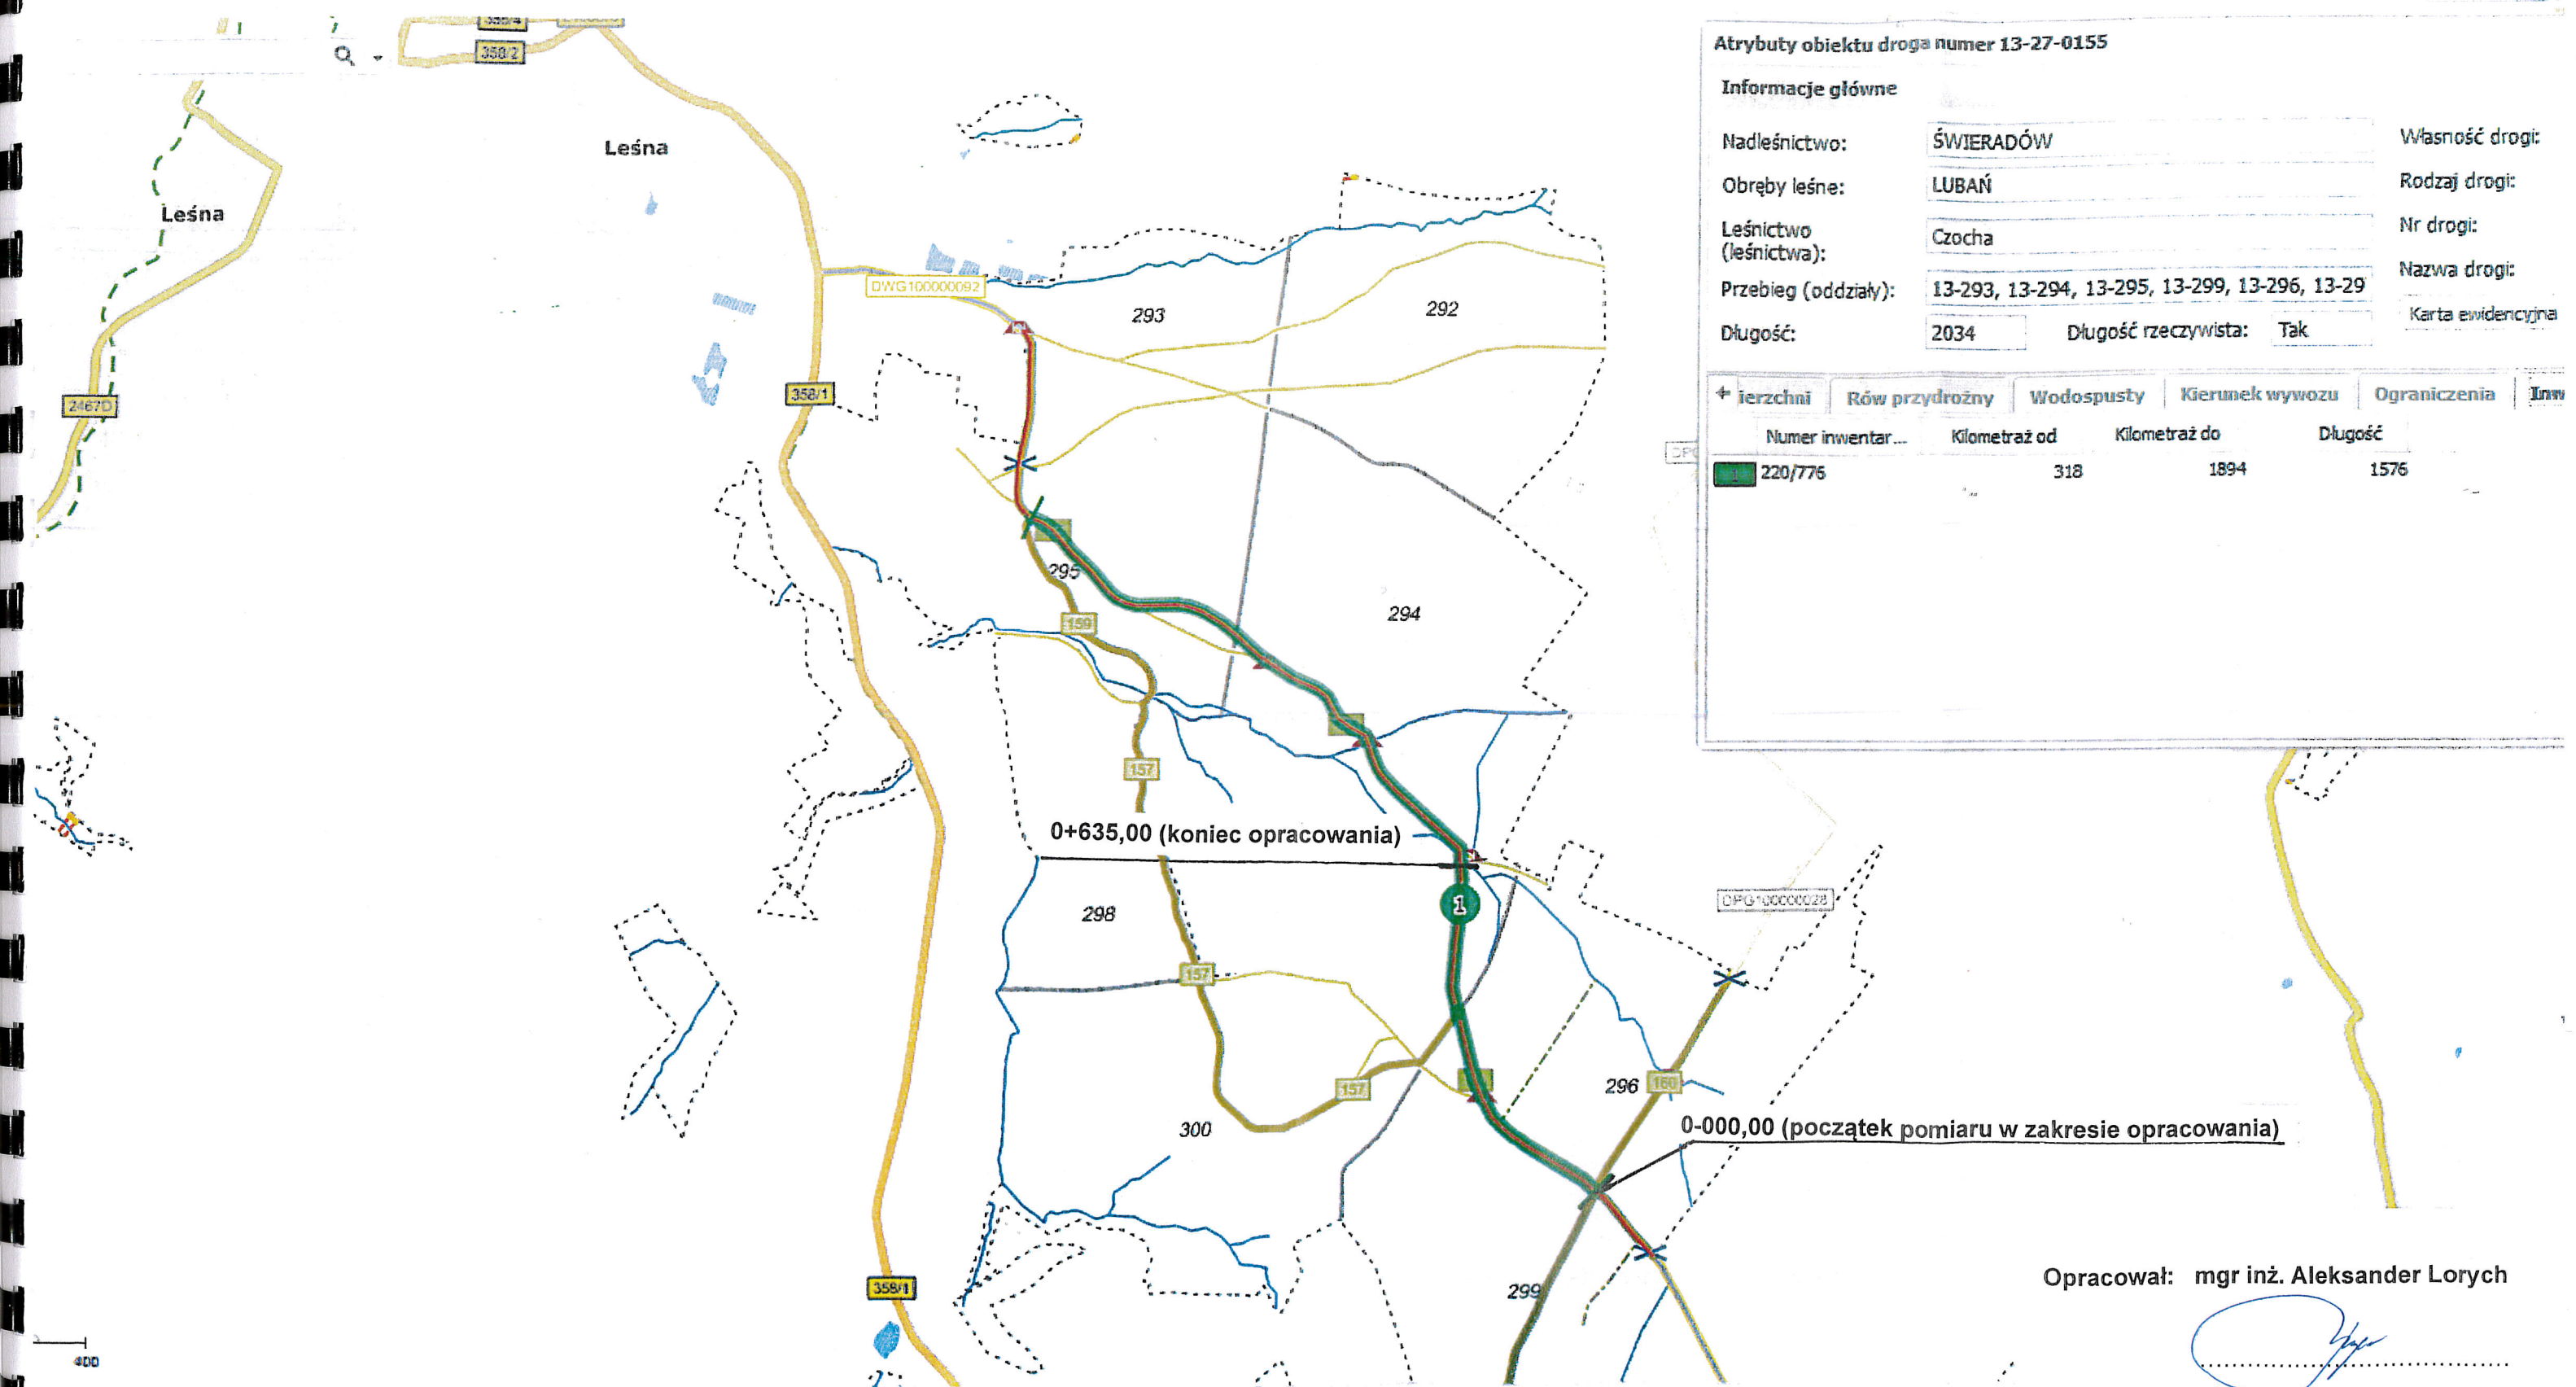 358/2
Leśna
Leśna
DWG100000092
293
292
358/1
2467D
295
294
159
157
0+635,00 (koniec opracowania)
1
298
157
DPG100000028
157
296
160
300
0-000,00 (początek pomiaru w zakresie opracowania)
299
358/1
400
Atrybuty obiektu droga numer 13-27-0155
Informacje główne
Nadleśnictwo: ŚWIERADÓW Własność drogi:
Obręby leśne: LUBAŃ Rodzaj drogi:
Leśnictwo (leśnictwa): Czocha Nr drogi:
Nazwa drogi:
Przebieg (oddziały): 13-293, 13-294, 13-295, 13-299, 13-296, 13-29
Karta ewidencyjna
Długość: 2034 Długość rzeczywista: Tak
ierzchni Rów przydrożny Wodospusty Kierunek wywozu Ograniczenia Inw
Numer inwentar... Kilometraż od Kilometraż do Długość
1 220/776 318 1894 1576
Opracował: mgr inż. Aleksander Lorych